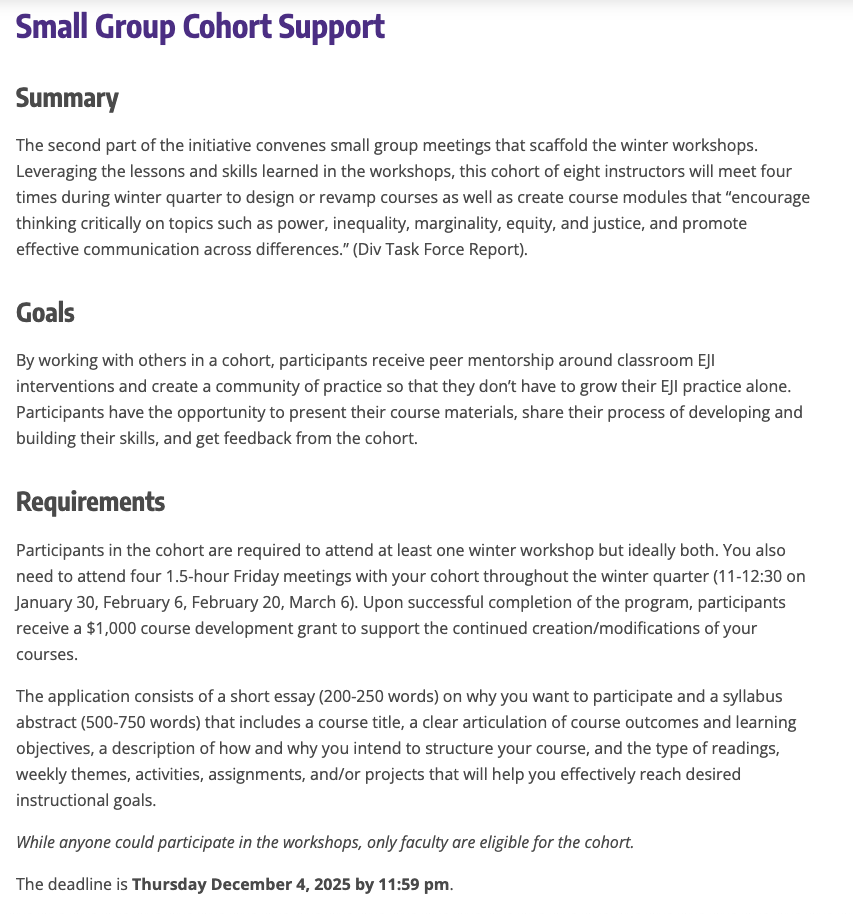 Small Group Cohort Support
Summary
The second part of the initiative convenes small group meetings that scaffold the winter workshops.
Leveraging the lessons and skills learned in the workshops, this cohort of eight instructors will meet four
times during winter quarter to design or revamp courses as well as create course modules that “encourage
thinking critically on topics such as power, inequality, marginality, equity, and justice, and promote
effective communication across differences.” (Div Task Force Report).
Goals
By working with others in a cohort, participants receive peer mentorship around classroom EJI
interventions and create a community of practice so that they don’t have to grow their EJI practice alone.
Participants have the opportunity to present their course materials, share their process of developing and
building their skills, and get feedback from the cohort.
Requirements
Participants in the cohort are required to attend at least one winter workshop but ideally both. You also
need to attend four 1.5-hour Friday meetings with your cohort throughout the winter quarter (11-12:30 on
January 30, February 6, February 20, March 6). Upon successful completion of the program, participants
receive a $1,000 course development grant to support the continued creation/modifications of your
courses.
The application consists of a short essay (200-250 words) on why you want to participate and a syllabus
abstract (500-750 words) that includes a course title, a clear articulation of course outcomes and learning
objectives, a description of how and why you intend to structure your course, and the type of readings,
weekly themes, activities, assignments, and/or projects that will help you effectively reach desired
instructional goals.
While anyone could participate in the workshops, only faculty are eligible for the cohort.
The deadline is Thursday December 4, 2025 by 11:59 pm.